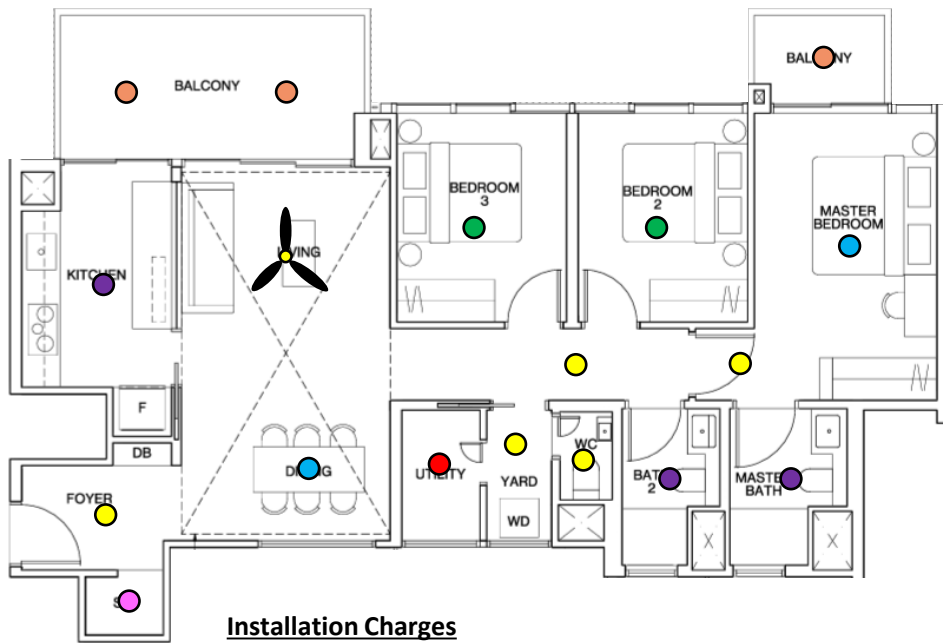 BALCONY
BALCONY
BEDROOM
3
BEDROOM
2
MASTER
BEDROOM
LIVING
KITCHEN
F
DB
DINING
FOYER
UTILITY
YARD
WD
WC
BATH
2
MASTER
BATH
Installation Charges